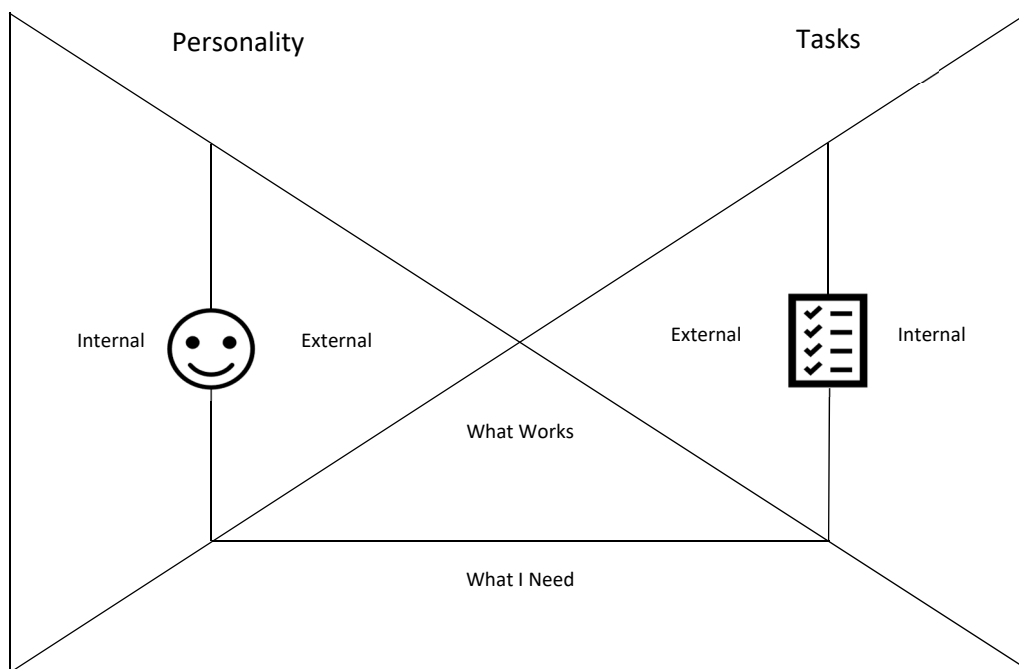 Personality
Tasks
Internal
External
External
Internal
What Works
What I Need